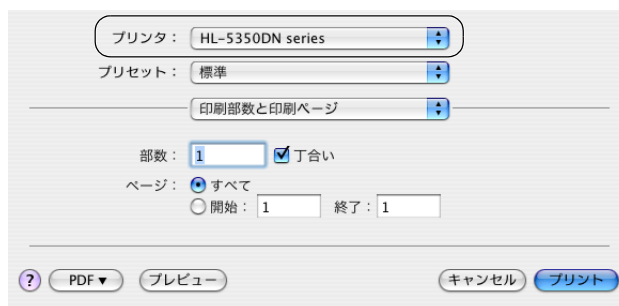 プリンタ： HL-5350DN series
プリセット： 標準
印刷部数と印刷ページ
部数： 1 丁合い
ページ： すべて
開始： 1 終了： 1
? PDF▼ プレビュー キャンセル プリント